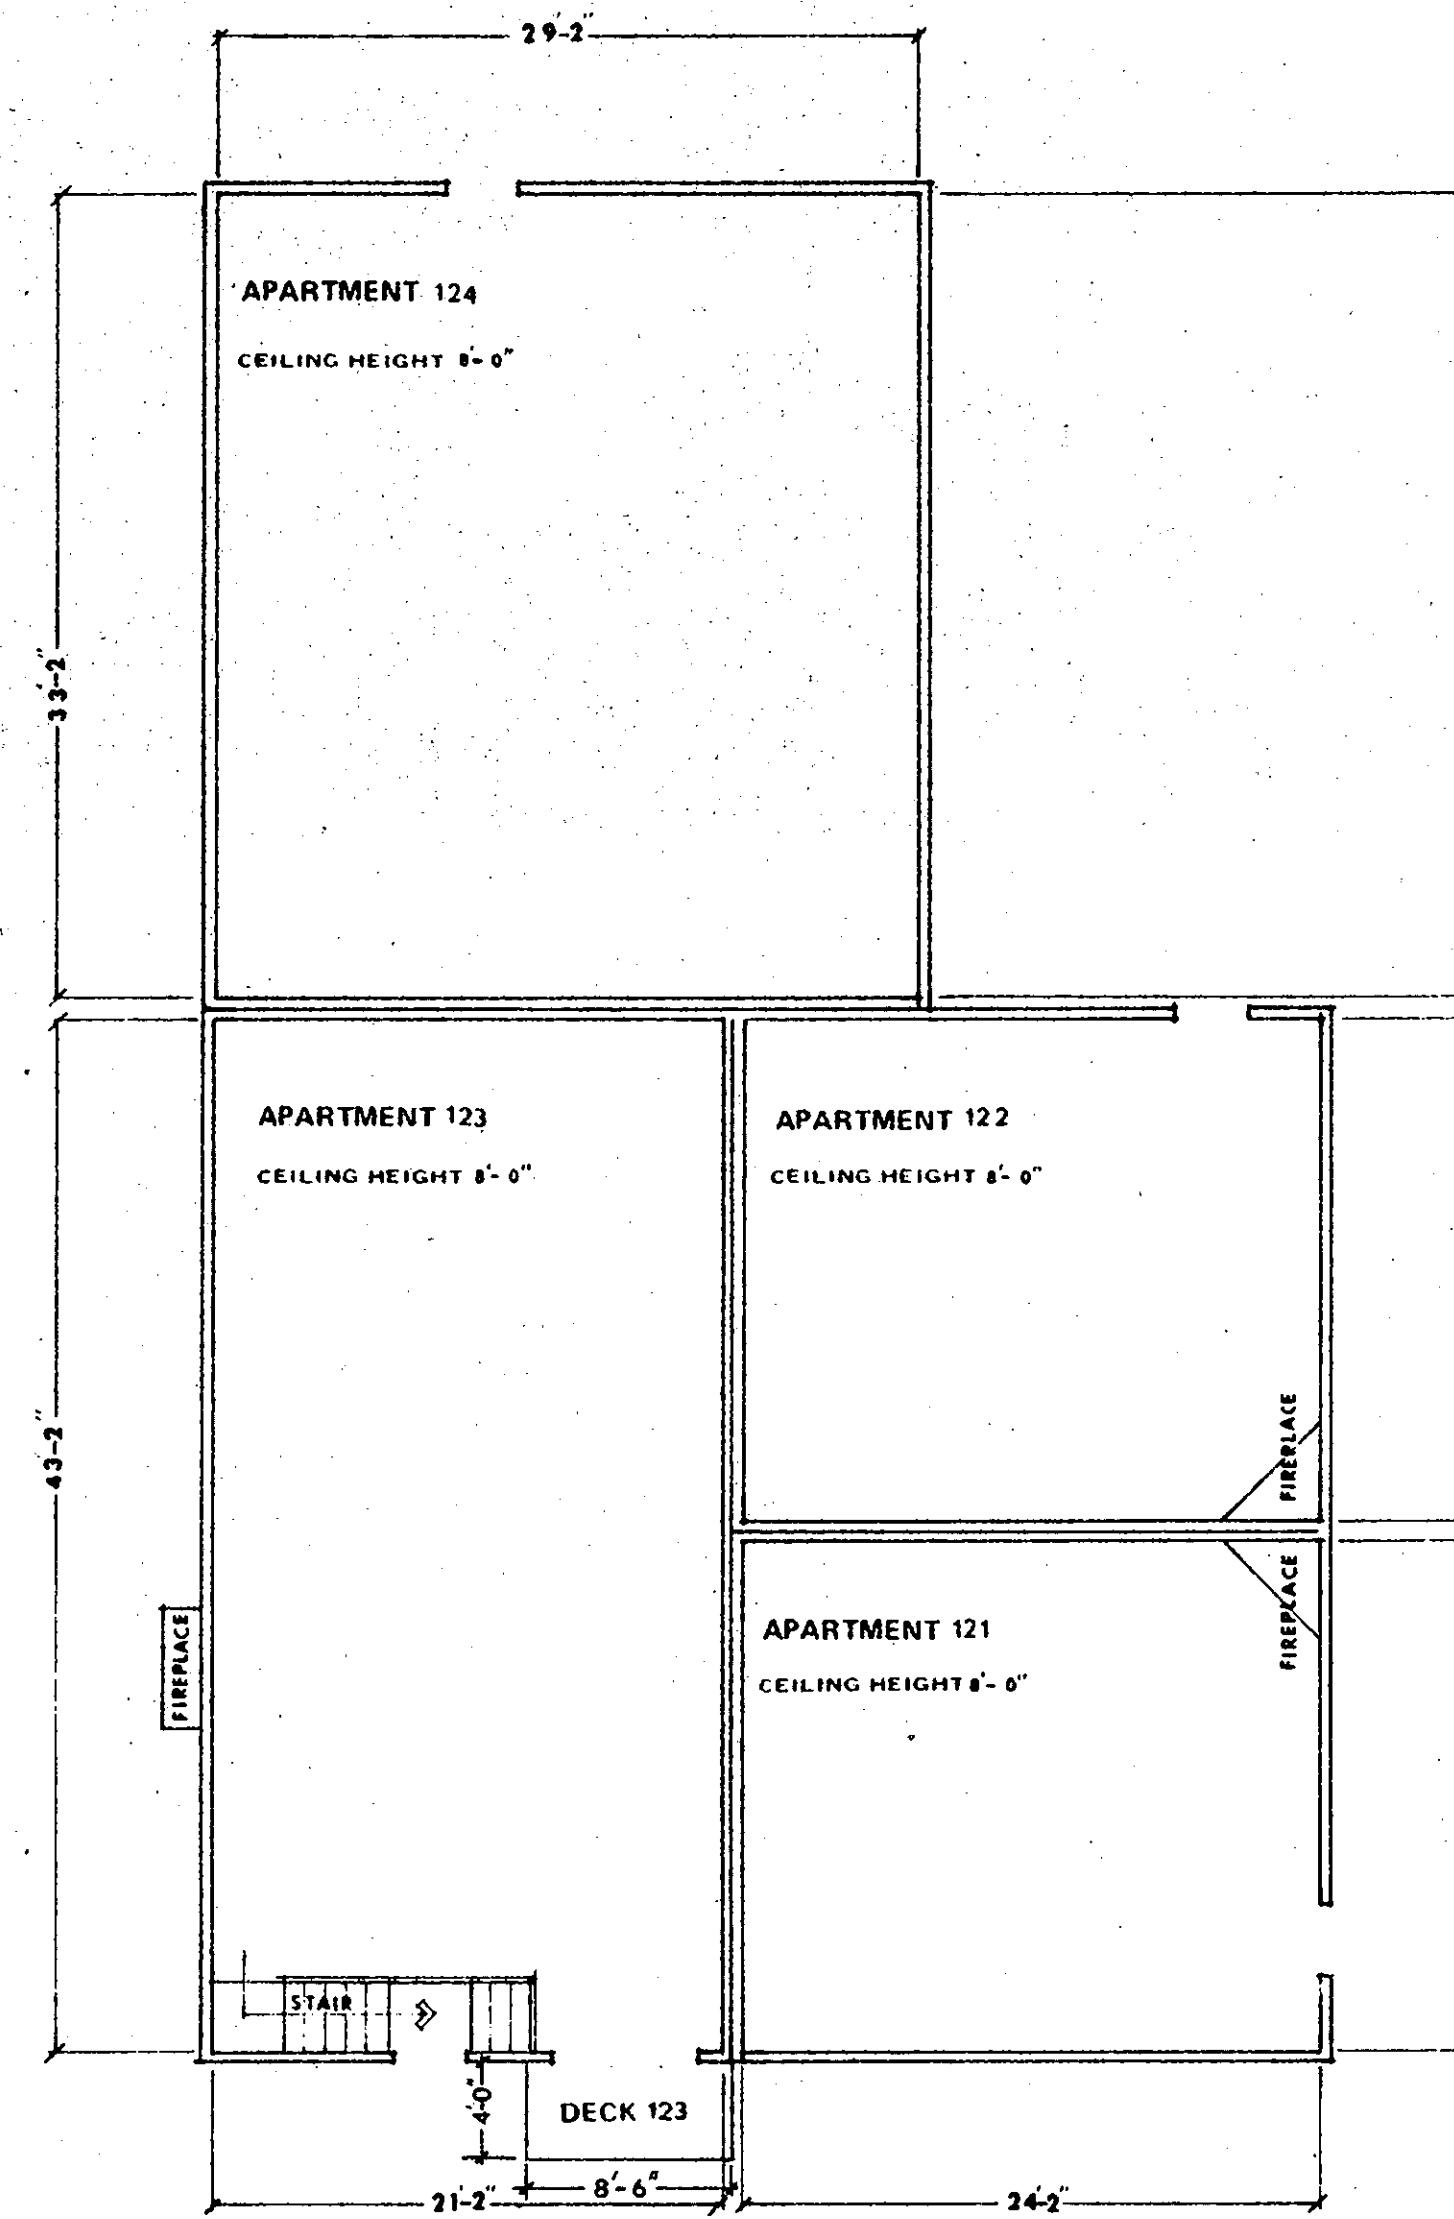 29'-2"
APARTMENT 124
CEILING HEIGHT 8'-0"
33'-2"
APARTMENT 123
CEILING HEIGHT 8'-0"
APARTMENT 122
CEILING HEIGHT 8'-0"
43'-2"
FIREPLACE
FIREPLACE
APARTMENT 121
CEILING HEIGHT 8'-0"
FIREPLACE
STAIR
4'-0"
DECK 123
8'-6"
21'-2"
24'-2"